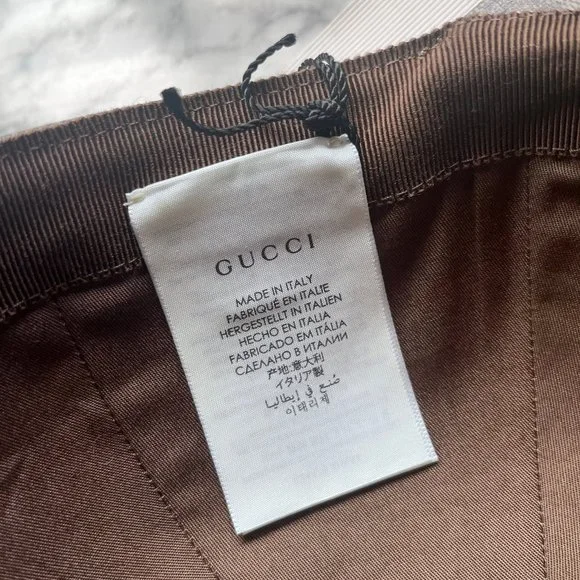 GUCCI
MADE IN ITALY
FABRIQUÉ EN ITALIE
HERGESTELLT IN ITALIEN
HECHO EN ITALIA
FABRICADO EM ITÁLIA
СДЕЛАНО В ИТАЛИИ
产地:意大利
イタリア製
صنع في إيطاليا
이태리제